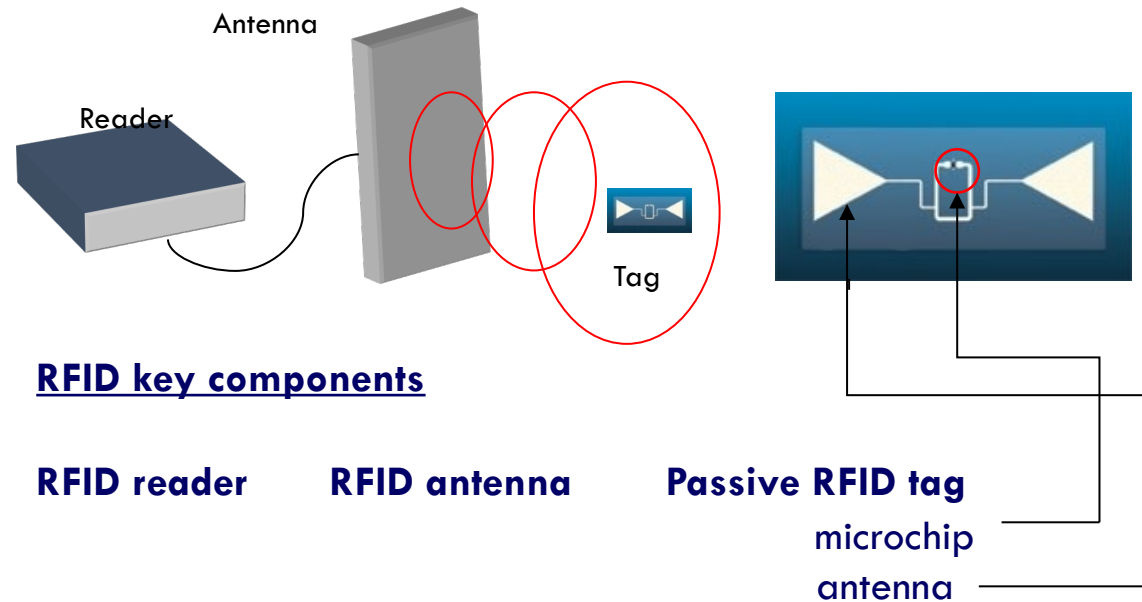 Antenna
Reader
Tag
RFID key components
RFID reader RFID antenna Passive RFID tag
microchip
antenna